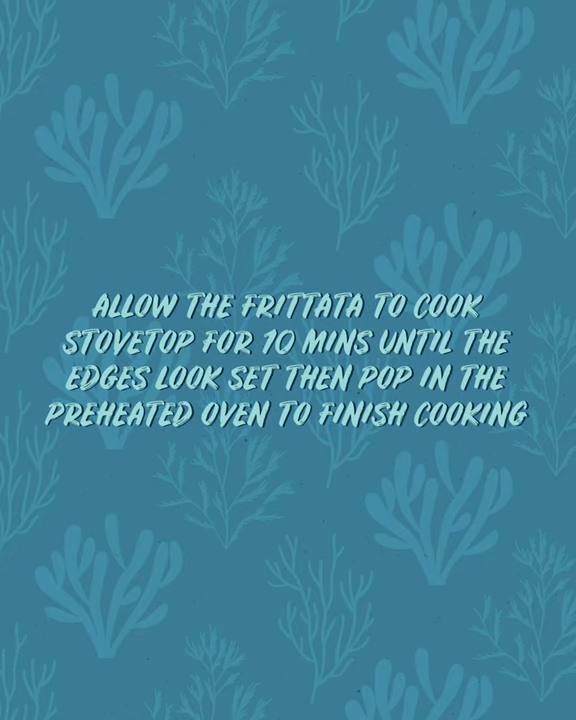 ALLOW THE FRITTATA TO COOK
STOVETOP FOR 10 MINS UNTIL THE
EDGES LOOK SET THEN POP IN THE
PREHEATED OVEN TO FINISH COOKING